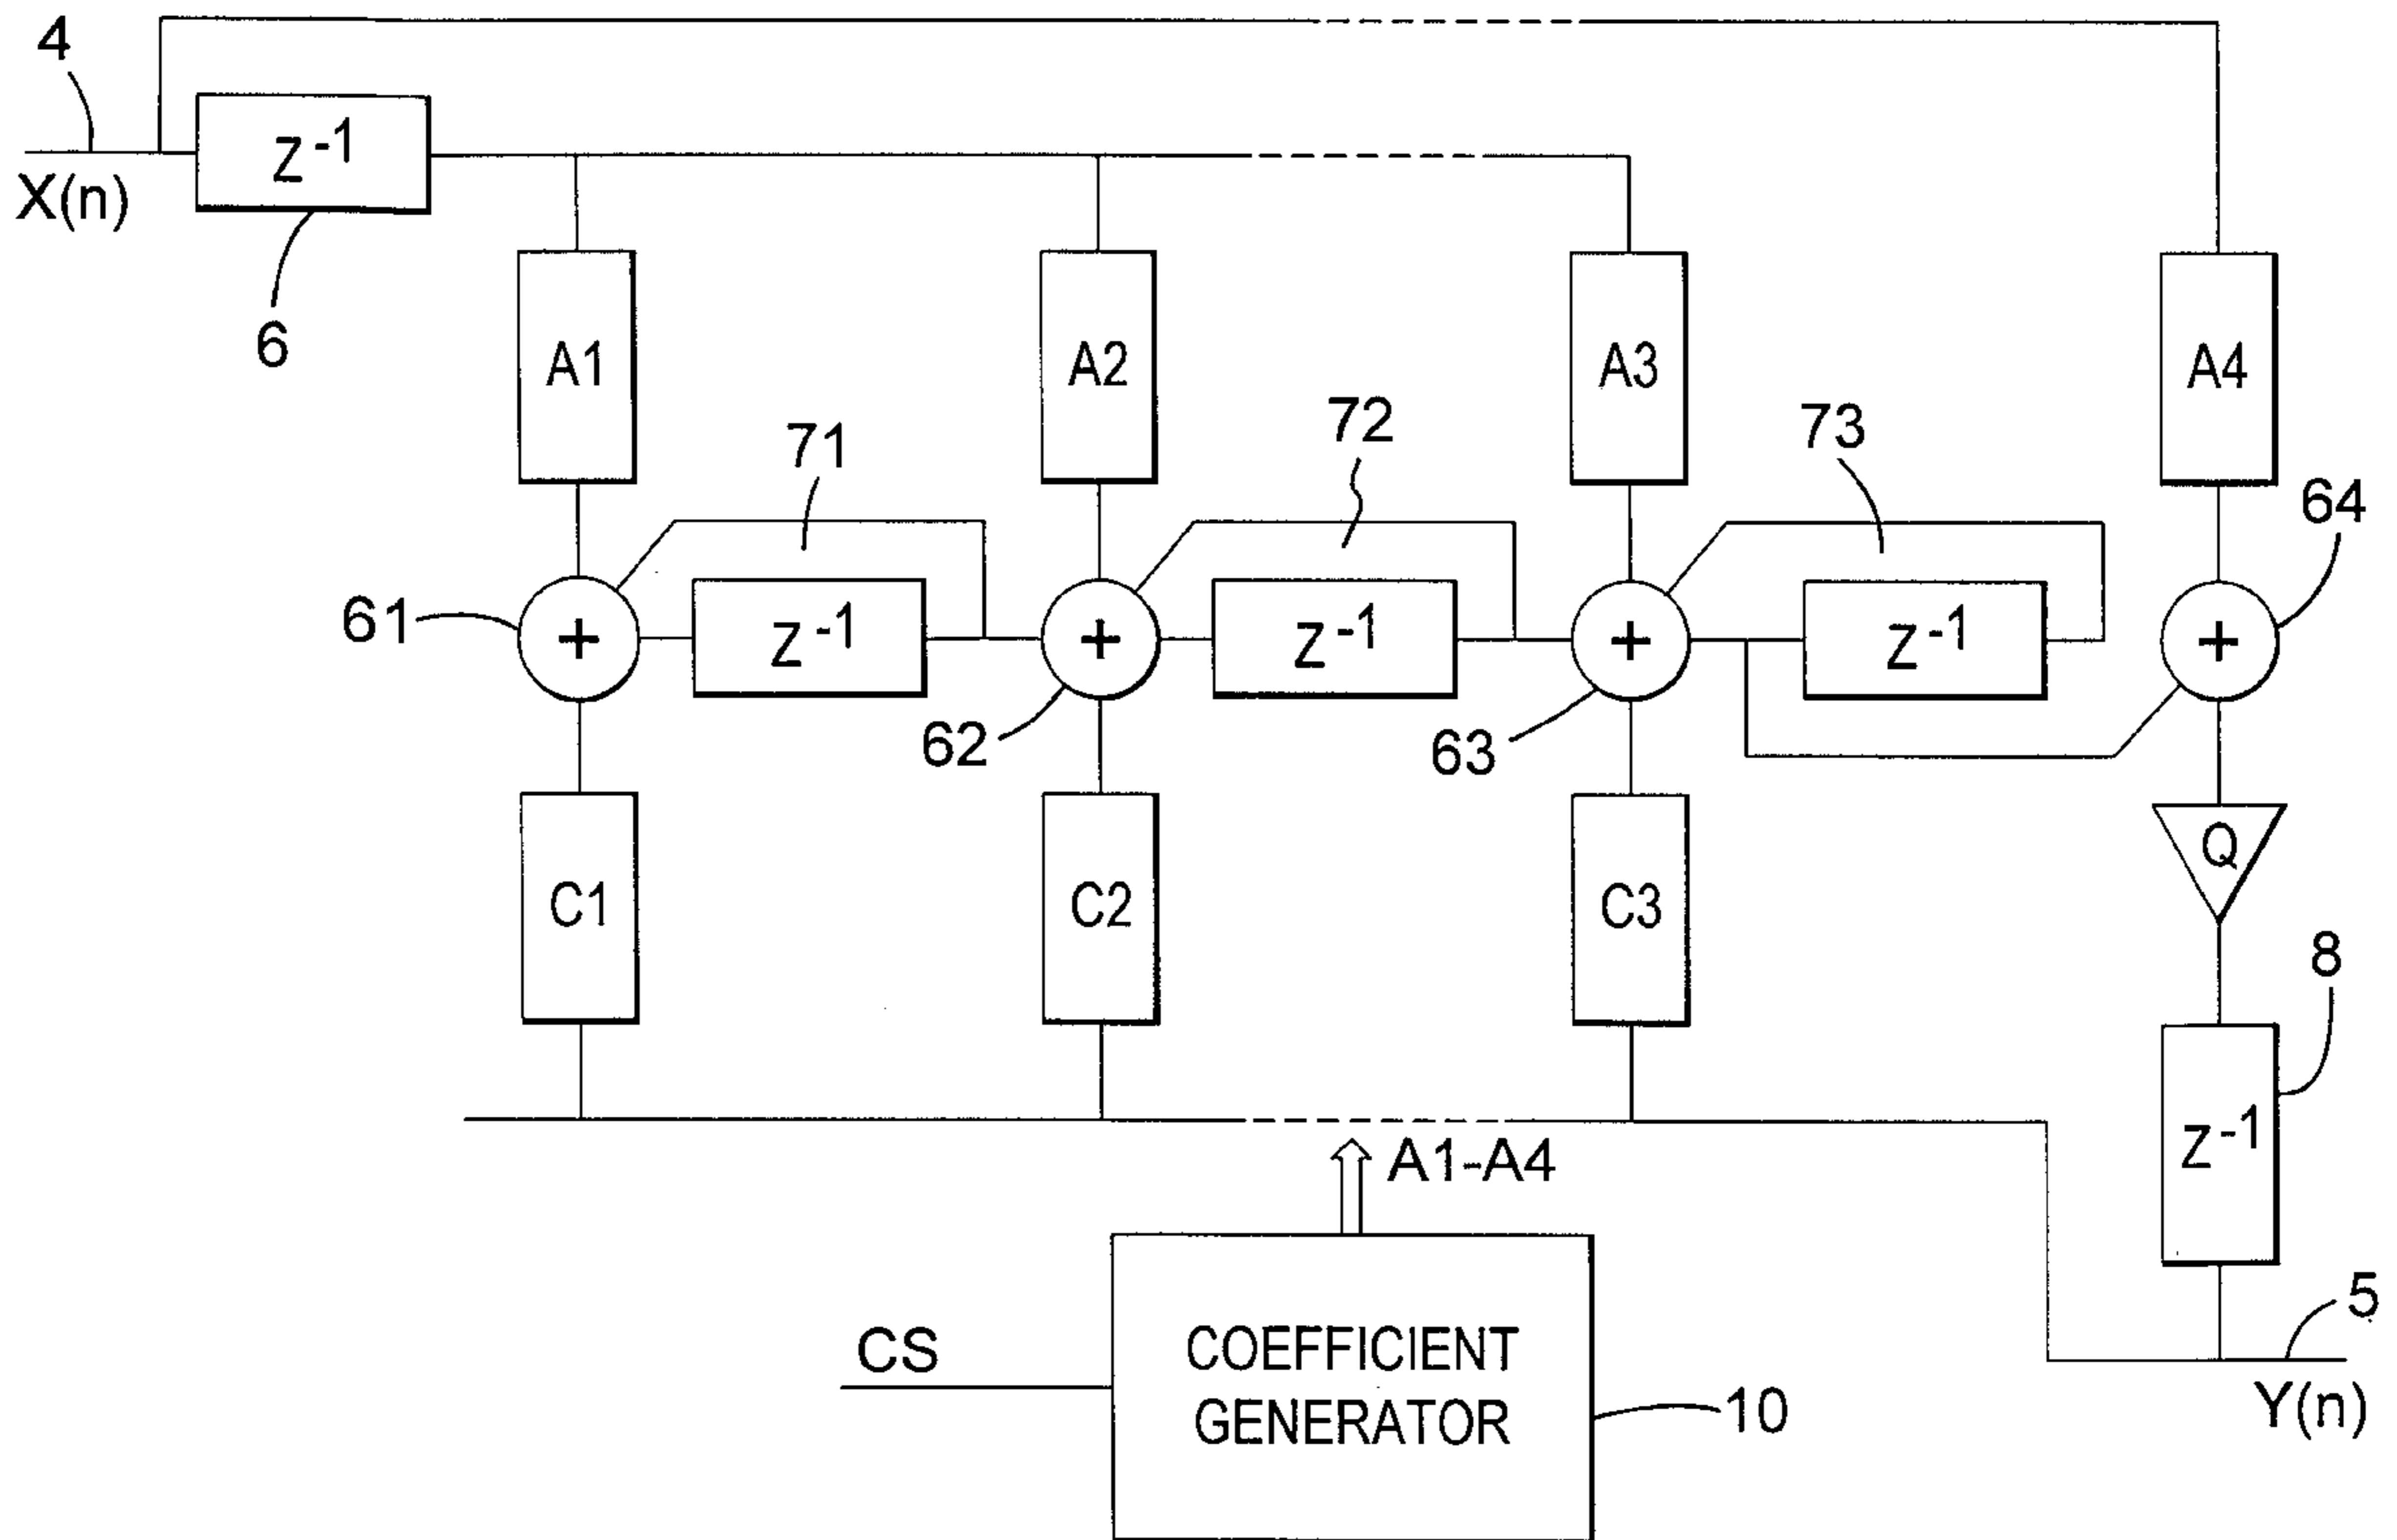 4
X(n)
Z⁻¹
6
A1
A2
A3
A4
71
72
73
64
61
+
Z⁻¹
+
Z⁻¹
+
Z⁻¹
+
62
63
Q
C1
C2
C3
8
Z⁻¹
A1-A4
5
CS
COEFFICIENT
GENERATOR
10
Y(n)